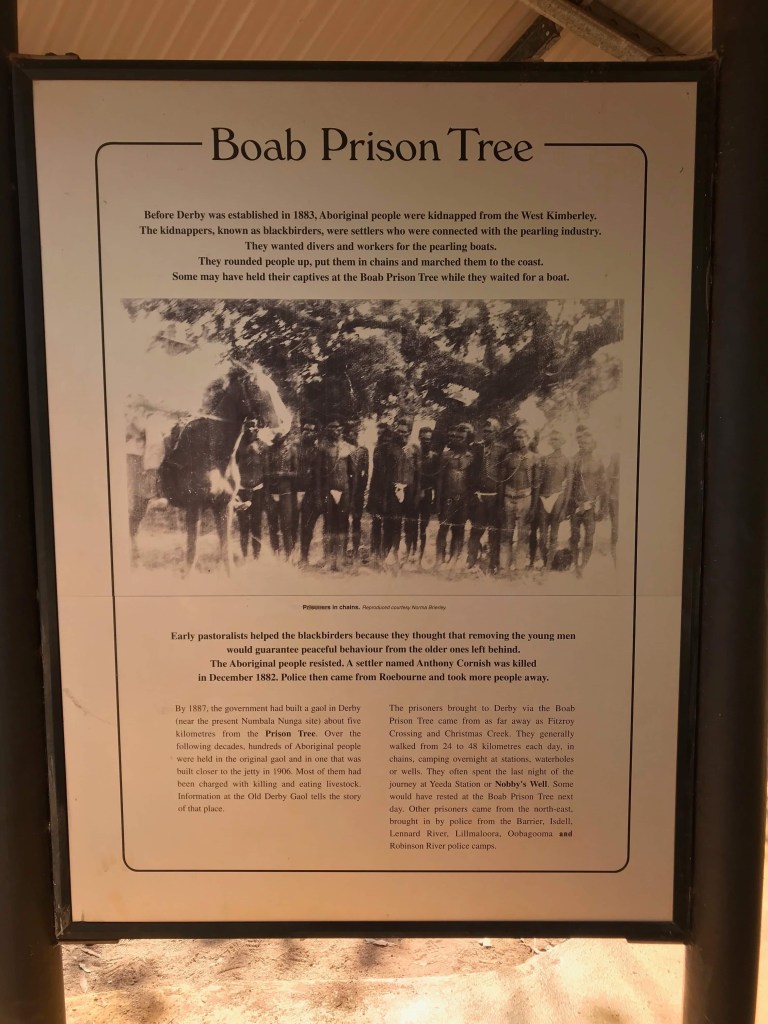 Boab Prison Tree
Before Derby was established in 1883, Aboriginal people were kidnapped from the West Kimberley.
The kidnappers, known as blackbirders, were settlers who were connected with the pearling industry.
They wanted divers and workers for the pearling boats.
They rounded people up, put them in chains and marched them to the coast.
Some may have held their captives at the Boab Prison Tree while they waited for a boat.
Prisoners in chains. Reproduced courtesy Norma
Early pastoralists helped the blackbirders because they thought that removing the young men
would guarantee peaceful behaviour from the older ones left behind.
The Aboriginal people resisted. A settler named Anthony Cornish was killed
in December 1882. Police then came from Roebourne and took more people away.
By 1887, the government had built a gaol in Derby
(near the present Numbala Nunga site) about five
kilometres from the Prison Tree. Over the
following decades, hundreds of Aboriginal people
were held in the original gaol and in one that was
built closer to the jetty in 1906. Most of them had
been charged with killing and eating livestock.
Information at the Old Derby Gaol tells the story
of that place.
The prisoners brought to Derby via the Boab
Prison Tree came from as far away as Fitzroy
Crossing and Christmas Creek. They generally
walked from 24 to 48 kilometres each day, in
chains, camping overnight at stations, waterholes
or wells. They often spent the last night of the
journey at Yeeda Station or Nobby's Well. Some
would have rested at the Boab Prison Tree next
day. Other prisoners came from the north-east,
brought in by police from the Barrier, Isdell,
Lennard River, Lillmaloora, Oobagooma and
Robinson River police camps.